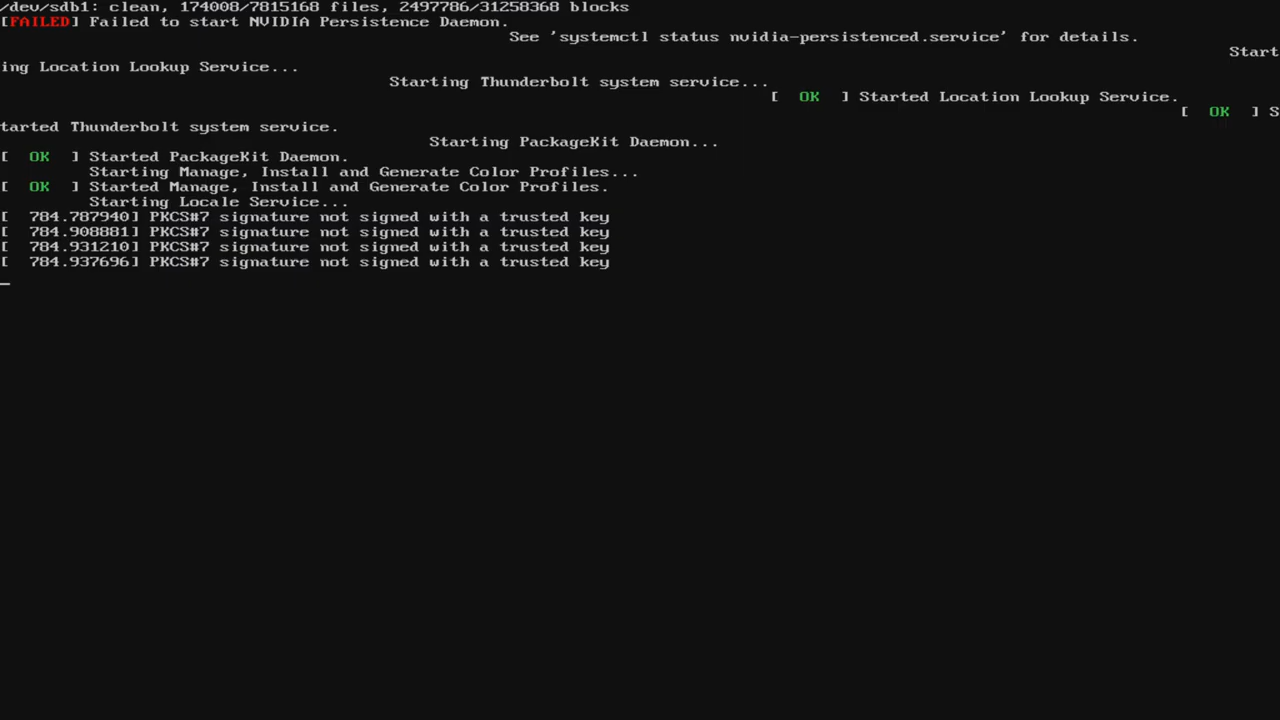 /dev/sdb1: clean, 174008/7815168 files, 2497786/31258368 blocks
[FAILED] Failed to start NVIDIA Persistence Daemon.
See 'systemctl status nvidia-persistenced.service' for details.
Start
ing Location Lookup Service...
Starting Thunderbolt system service...
[  OK  ] Started Location Lookup Service.
[  OK  ] S
tarted Thunderbolt system service.
Starting PackageKit Daemon...
[  OK  ] Started PackageKit Daemon.
Starting Manage, Install and Generate Color Profiles...
[  OK  ] Started Manage, Install and Generate Color Profiles.
Starting Locale Service...
[  784.787940] PKCS#7 signature not signed with a trusted key
[  784.908881] PKCS#7 signature not signed with a trusted key
[  784.931210] PKCS#7 signature not signed with a trusted key
[  784.937696] PKCS#7 signature not signed with a trusted key